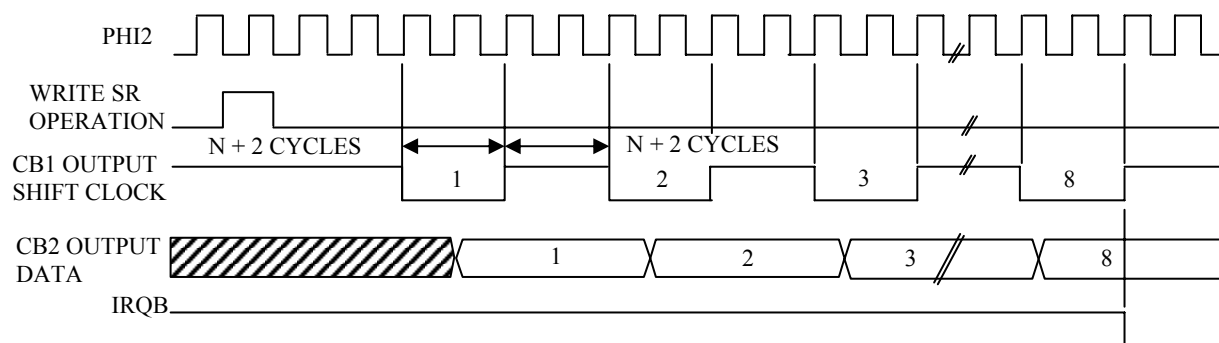 PHI2
WRITE SR
OPERATION
N + 2 CYCLES
N + 2 CYCLES
CB1 OUTPUT
SHIFT CLOCK
1
2
3
8
CB2 OUTPUT
DATA
1
2
3
8
IRQB